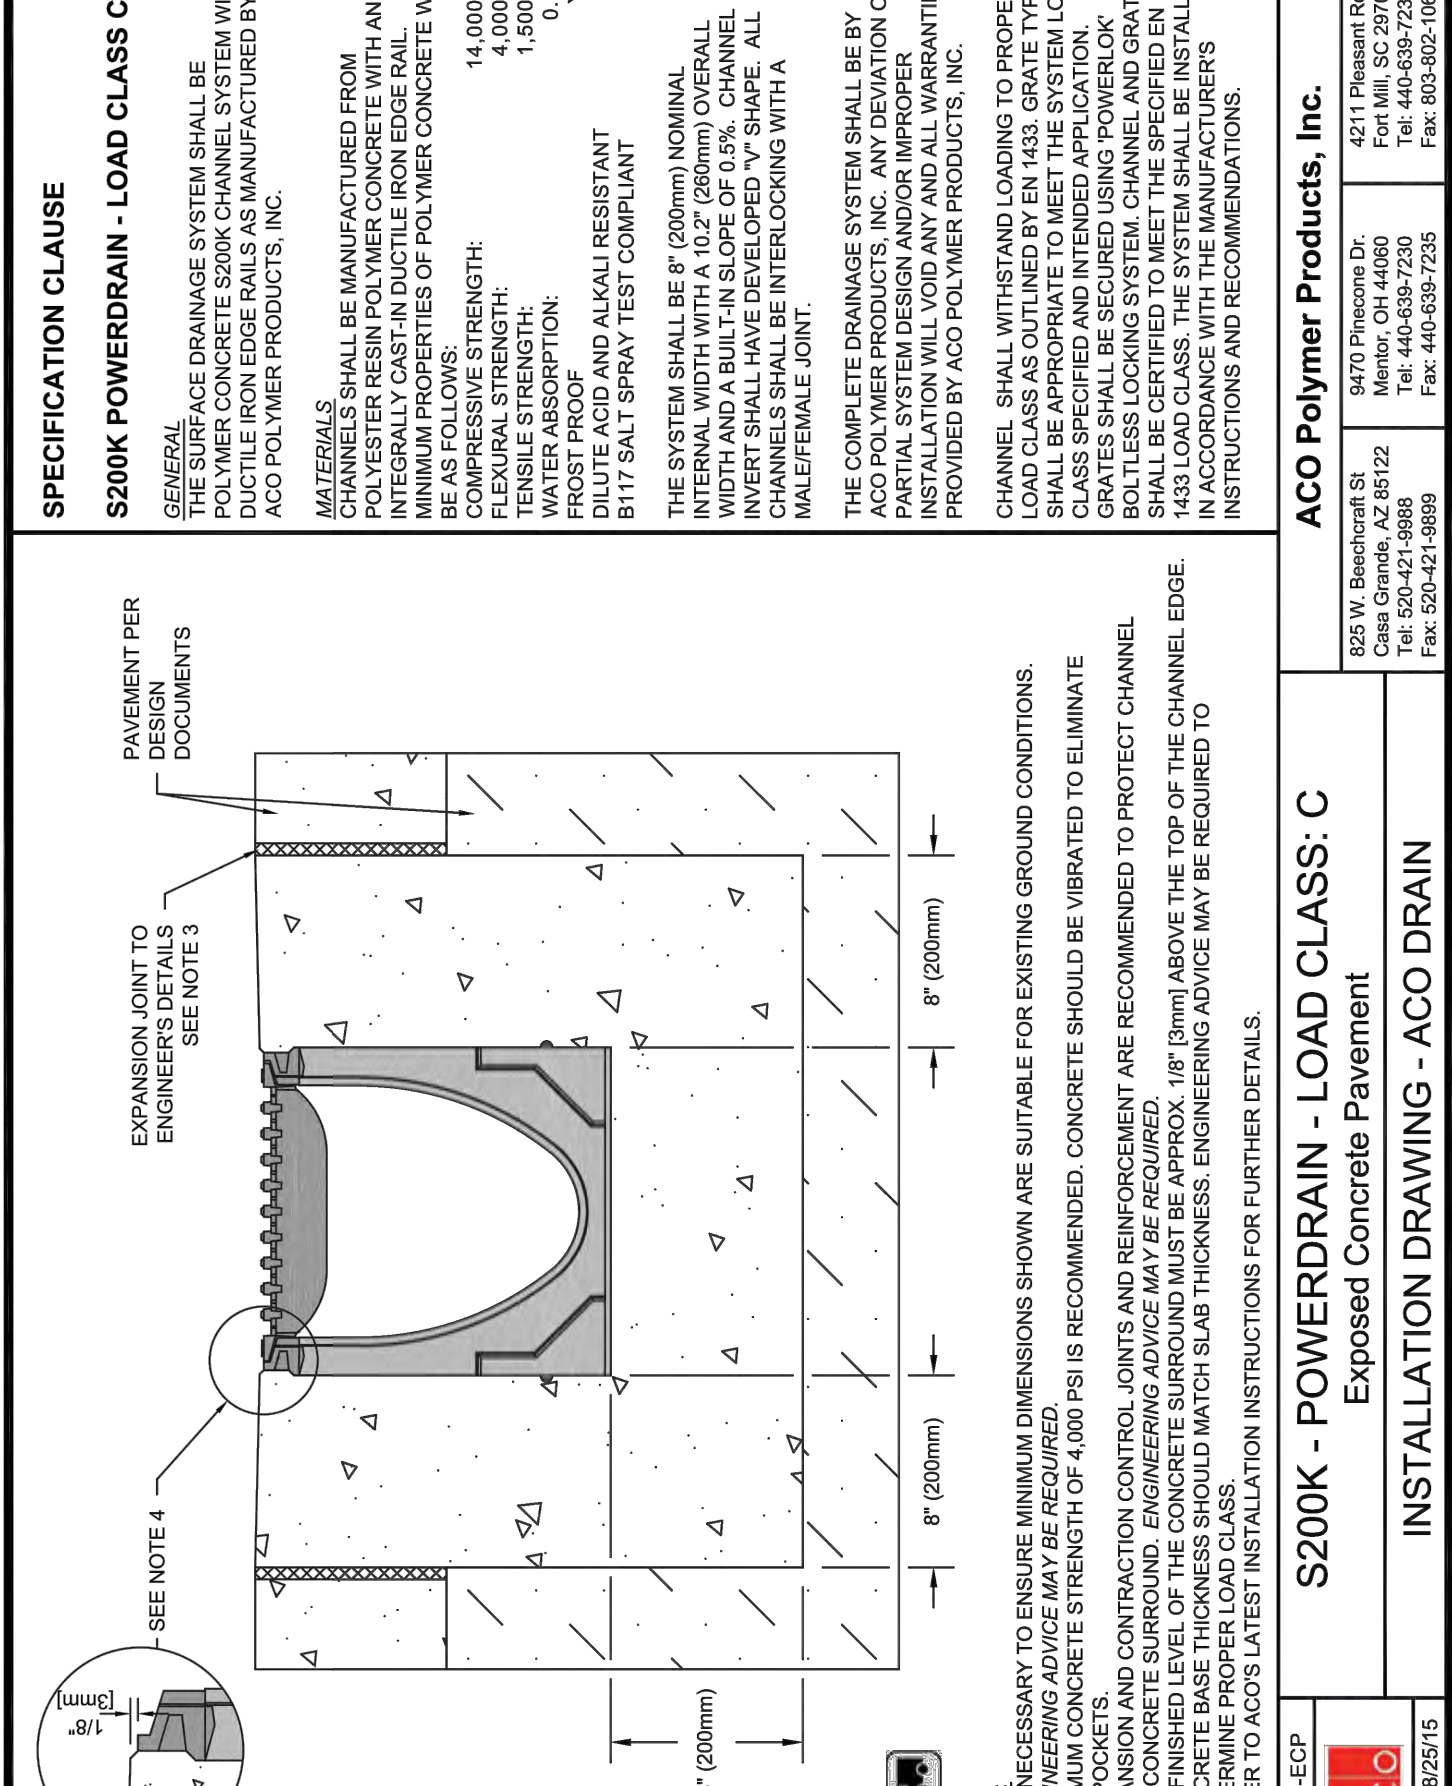 SPECIFICATION CLAUSE
S200K POWERDRAIN - LOAD CLASS C
GENERAL
THE SURFACE DRAINAGE SYSTEM SHALL BE
POLYMER CONCRETE S200K CHANNEL SYSTEM
DUCTILE IRON EDGE RAILS AS MANUFACTURED BY
ACO POLYMER PRODUCTS, INC.
MATERIALS
CHANNELS SHALL BE MANUFACTURED FROM
POLYESTER RESIN POLYMER CONCRETE WITH AN
INTEGRALLY CAST-IN DUCTILE IRON EDGE RAIL.
MINIMUM PROPERTIES OF POLYMER CONCRETE
BE AS FOLLOWS:
COMPRESSIVE STRENGTH: 14,000
FLEXURAL STRENGTH: 4,000
TENSILE STRENGTH: 1,500
WATER ABSORPTION: 0.
FROST PROOF
DILUTE ACID AND ALKALI RESISTANT
B117 SALT SPRAY TEST COMPLIANT
THE SYSTEM SHALL BE 8" (200mm) NOMINAL
INTERNAL WIDTH WITH A 10.2" (260mm) OVERALL
WIDTH AND A BUILT-IN SLOPE OF 0.5%. CHANNEL
INVERT SHALL HAVE DEVELOPED "V" SHAPE. ALL
CHANNELS SHALL BE INTERLOCKING WITH A
MALE/FEMALE JOINT.
THE COMPLETE DRAINAGE SYSTEM SHALL BE BY
ACO POLYMER PRODUCTS, INC. ANY DEVIATION
PARTIAL SYSTEM DESIGN AND/OR IMPROPER
INSTALLATION WILL VOID ANY AND ALL WARRANTI
PROVIDED BY ACO POLYMER PRODUCTS, INC.
CHANNEL SHALL WITHSTAND LOADING TO PROPE
LOAD CLASS AS OUTLINED BY EN 1433. GRATE TYP
SHALL BE APPROPRIATE TO MEET THE SYSTEM LO
CLASS SPECIFIED AND INTENDED APPLICATION.
GRATES SHALL BE SECURED USING 'POWERLOK'
BOLTLESS LOCKING SYSTEM. CHANNEL AND GRAT
SHALL BE CERTIFIED TO MEET THE SPECIFIED EN
1433 LOAD CLASS. THE SYSTEM SHALL BE INSTALL
IN ACCORDANCE WITH THE MANUFACTURER'S
INSTRUCTIONS AND RECOMMENDATIONS.
PAVEMENT PER
DESIGN
DOCUMENTS
EXPANSION JOINT TO
ENGINEER'S DETAILS
SEE NOTE 3
SEE NOTE 4
1/8"
[3mm]
8" (200mm)
8" (200mm)
" (200mm)
NECESSARY TO ENSURE MINIMUM DIMENSIONS SHOWN ARE SUITABLE FOR EXISTING GROUND CONDITIONS.
NEERING ADVICE MAY BE REQUIRED.
MUM CONCRETE STRENGTH OF 4,000 PSI IS RECOMMENDED. CONCRETE SHOULD BE VIBRATED TO ELIMINATE
POCKETS.
ANSION AND CONTRACTION CONTROL JOINTS AND REINFORCEMENT ARE RECOMMENDED TO PROTECT CHANNEL
CONCRETE SURROUND. ENGINEERING ADVICE MAY BE REQUIRED.
FINISHED LEVEL OF THE CONCRETE SURROUND MUST BE APPROX. 1/8" [3mm] ABOVE THE TOP OF THE CHANNEL EDGE.
CRETE BASE THICKNESS SHOULD MATCH SLAB THICKNESS. ENGINEERING ADVICE MAY BE REQUIRED TO
ERMINE PROPER LOAD CLASS.
ER TO ACO'S LATEST INSTALLATION INSTRUCTIONS FOR FURTHER DETAILS.
-ECP
8/25/15
S200K - POWERDRAIN - LOAD CLASS: C
Exposed Concrete Pavement
INSTALLATION DRAWING - ACO DRAIN
ACO Polymer Products, Inc.
825 W. Beechcraft St
Casa Grande, AZ 85122
Tel: 520-421-9988
Fax: 520-421-9899
9470 Pinecone Dr.
Mentor, OH 44060
Tel: 440-639-7230
Fax: 440-639-7235
4211 Pleasant R
Fort Mill, SC 297
Tel: 440-639-723
Fax: 803-802-106